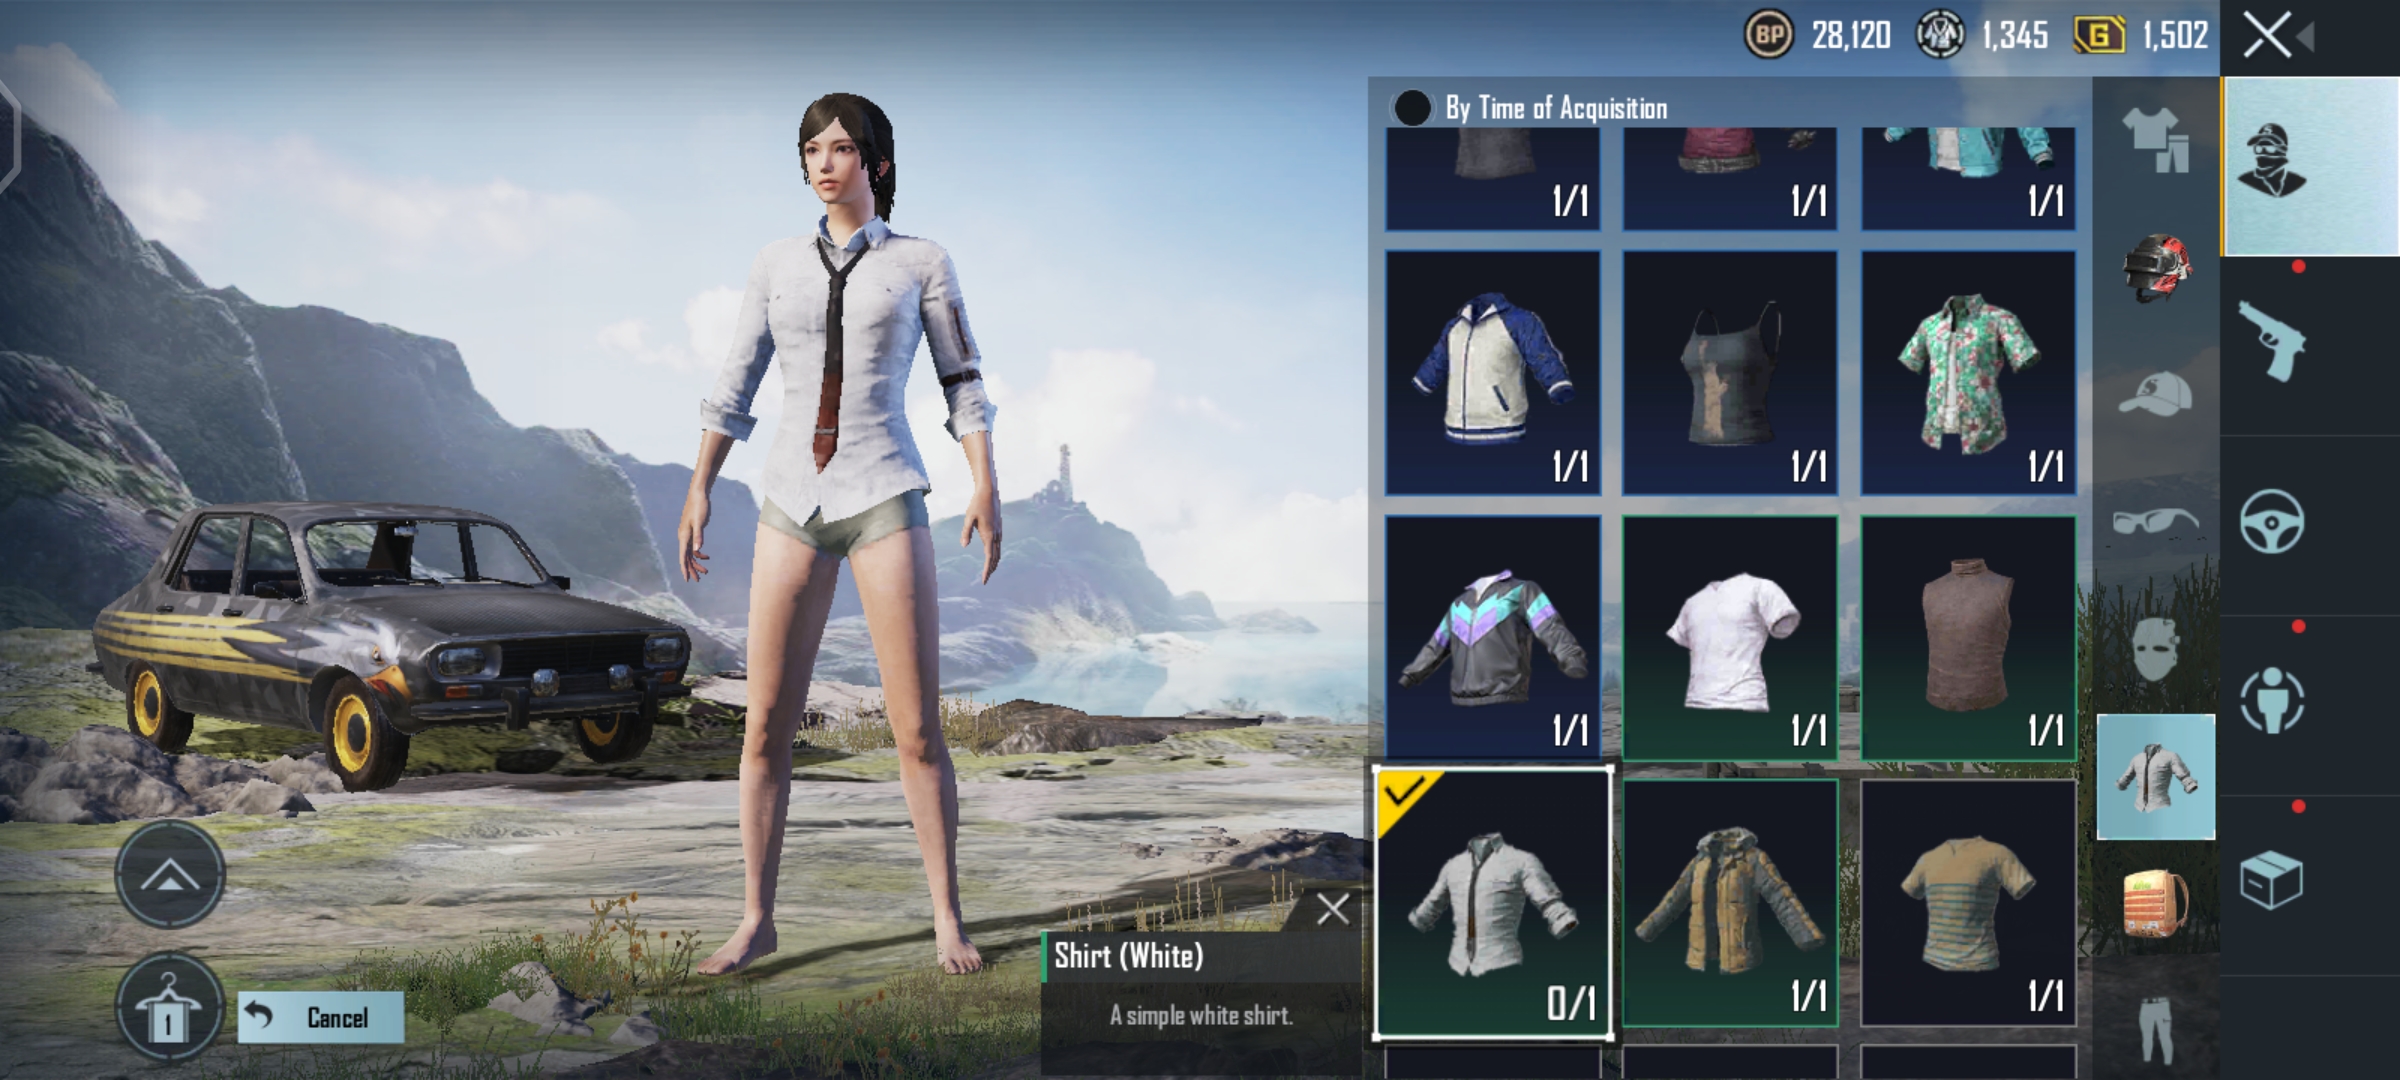 BP 28,120 1,345 G 1,502
By Time of Acquisition
1/1 1/1 1/1
1/1 1/1 1/1
1/1 1/1 1/1
0/1 1/1 1/1
Shirt (White)
A simple white shirt.
1 Cancel